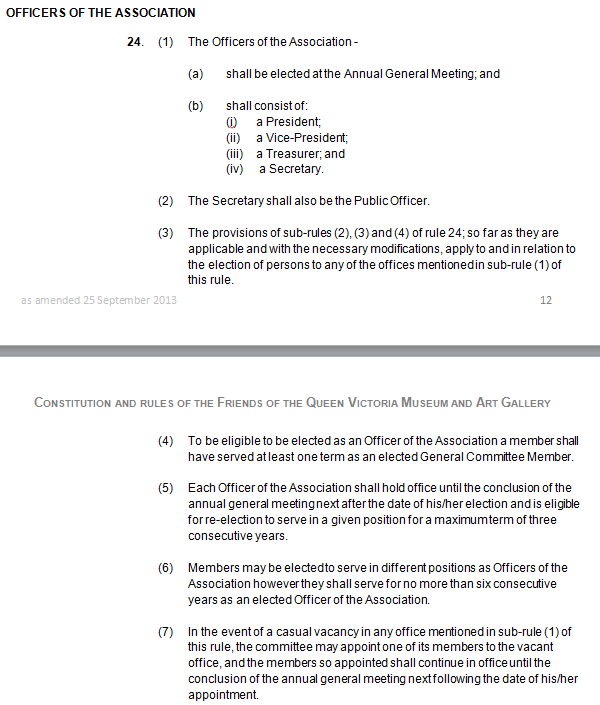 OFFICERS OF THE ASSOCIATION
24. (1) The Officers of the Association -
(a) shall be elected at the Annual General Meeting; and
(b) shall consist of:
(i) a President;
(ii) a Vice-President;
(iii) a Treasurer; and
(iv) a Secretary.
(2) The Secretary shall also be the Public Officer.
(3) The provisions of sub-rules (2), (3) and (4) of rule 24; so far as they are
applicable and with the necessary modifications, apply to and in relation to
the election of persons to any of the offices mentioned in sub-rule (1) of
this rule.
as amended 25 September 2013 12
CONSTITUTION AND RULES OF THE FRIENDS OF THE QUEEN VICTORIA MUSEUM AND ART GALLERY
(4) To be eligible to be elected as an Officer of the Association a member shall
have served at least one term as an elected General Committee Member.
(5) Each Officer of the Association shall hold office until the conclusion of the
annual general meeting next after the date of his/her election and is eligible
for re-election to serve in a given position for a maximum term of three
consecutive years.
(6) Members may be elected to serve in different positions as Officers of the
Association however they shall serve for no more than six consecutive
years as an elected Officer of the Association.
(7) In the event of a casual vacancy in any office mentioned in sub-rule (1) of
this rule, the committee may appoint one of its members to the vacant
office, and the members so appointed shall continue in office until the
conclusion of the annual general meeting next following the date of his/her
appointment.